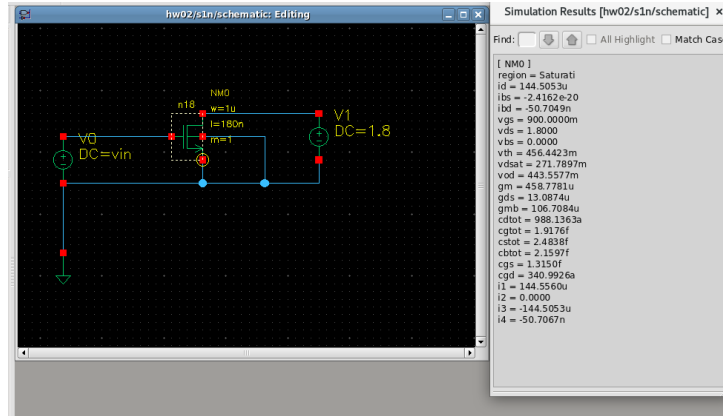 hw02/s1n/schematic: Editing
NM0
n18
w=1u
l=180n
m=1
V0
DC=vin
V1
DC=1.8
Simulation Results [hw02/s1n/schematic]
Find:
All Highlight
Match Cas
[ NM0 ]
region = Saturati
id = 144.5053u
ibs = -2.4162e-20
ibd = -50.7049n
vgs = 900.0000m
vds = 1.8000
vbs = 0.0000
vth = 456.4423m
vdsat = 271.7897m
vod = 443.5577m
gm = 458.7781u
gds = 13.0874u
gmb = 106.7084u
cdtot = 988.1363a
cgtot = 1.9176f
cstot = 2.4838f
cbtot = 2.1597f
cgs = 1.3150f
cgd = 340.9926a
i1 = 144.5560u
i2 = 0.0000
i3 = -144.5053u
i4 = -50.7067n